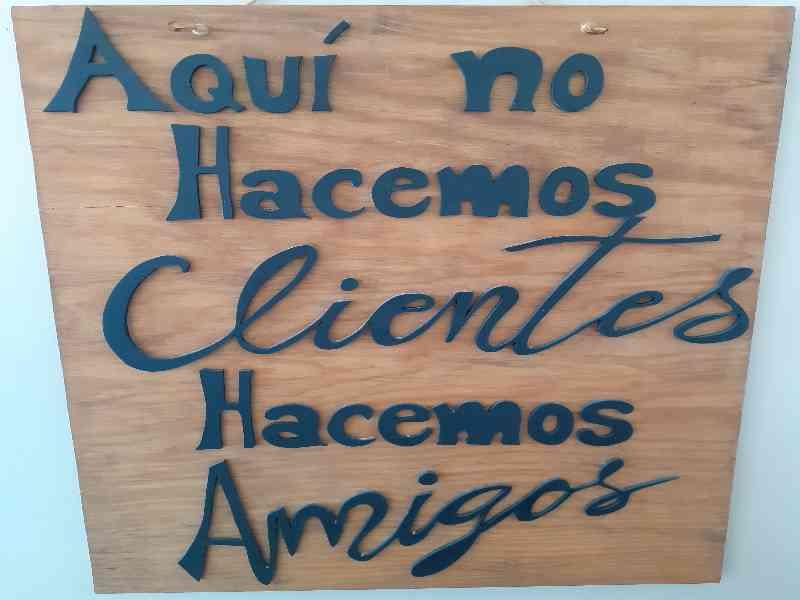 Aquí no
Hacemos
Clientes
Hacemos
Amigos